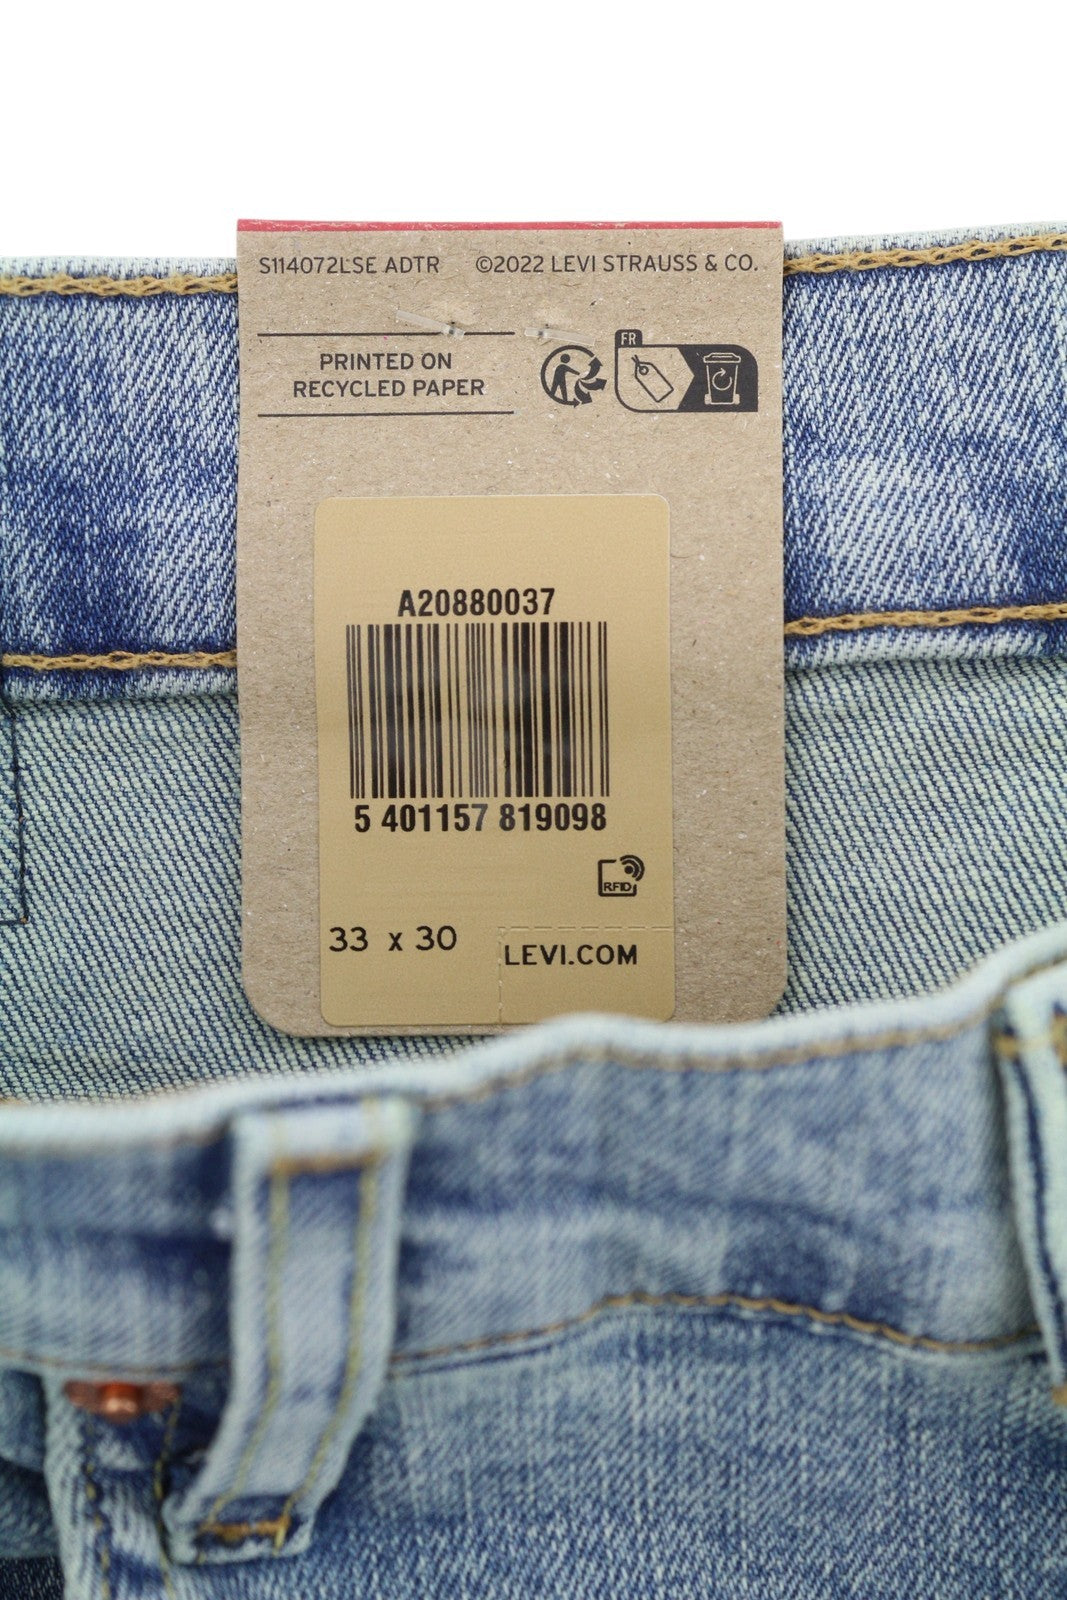 S114072LSE ADTR ©2022 LEVI STRAUSS & CO.
PRINTED ON
RECYCLED PAPER
FR
A20880037
5 401157 819098
RFID
33 x 30
LEVI.COM